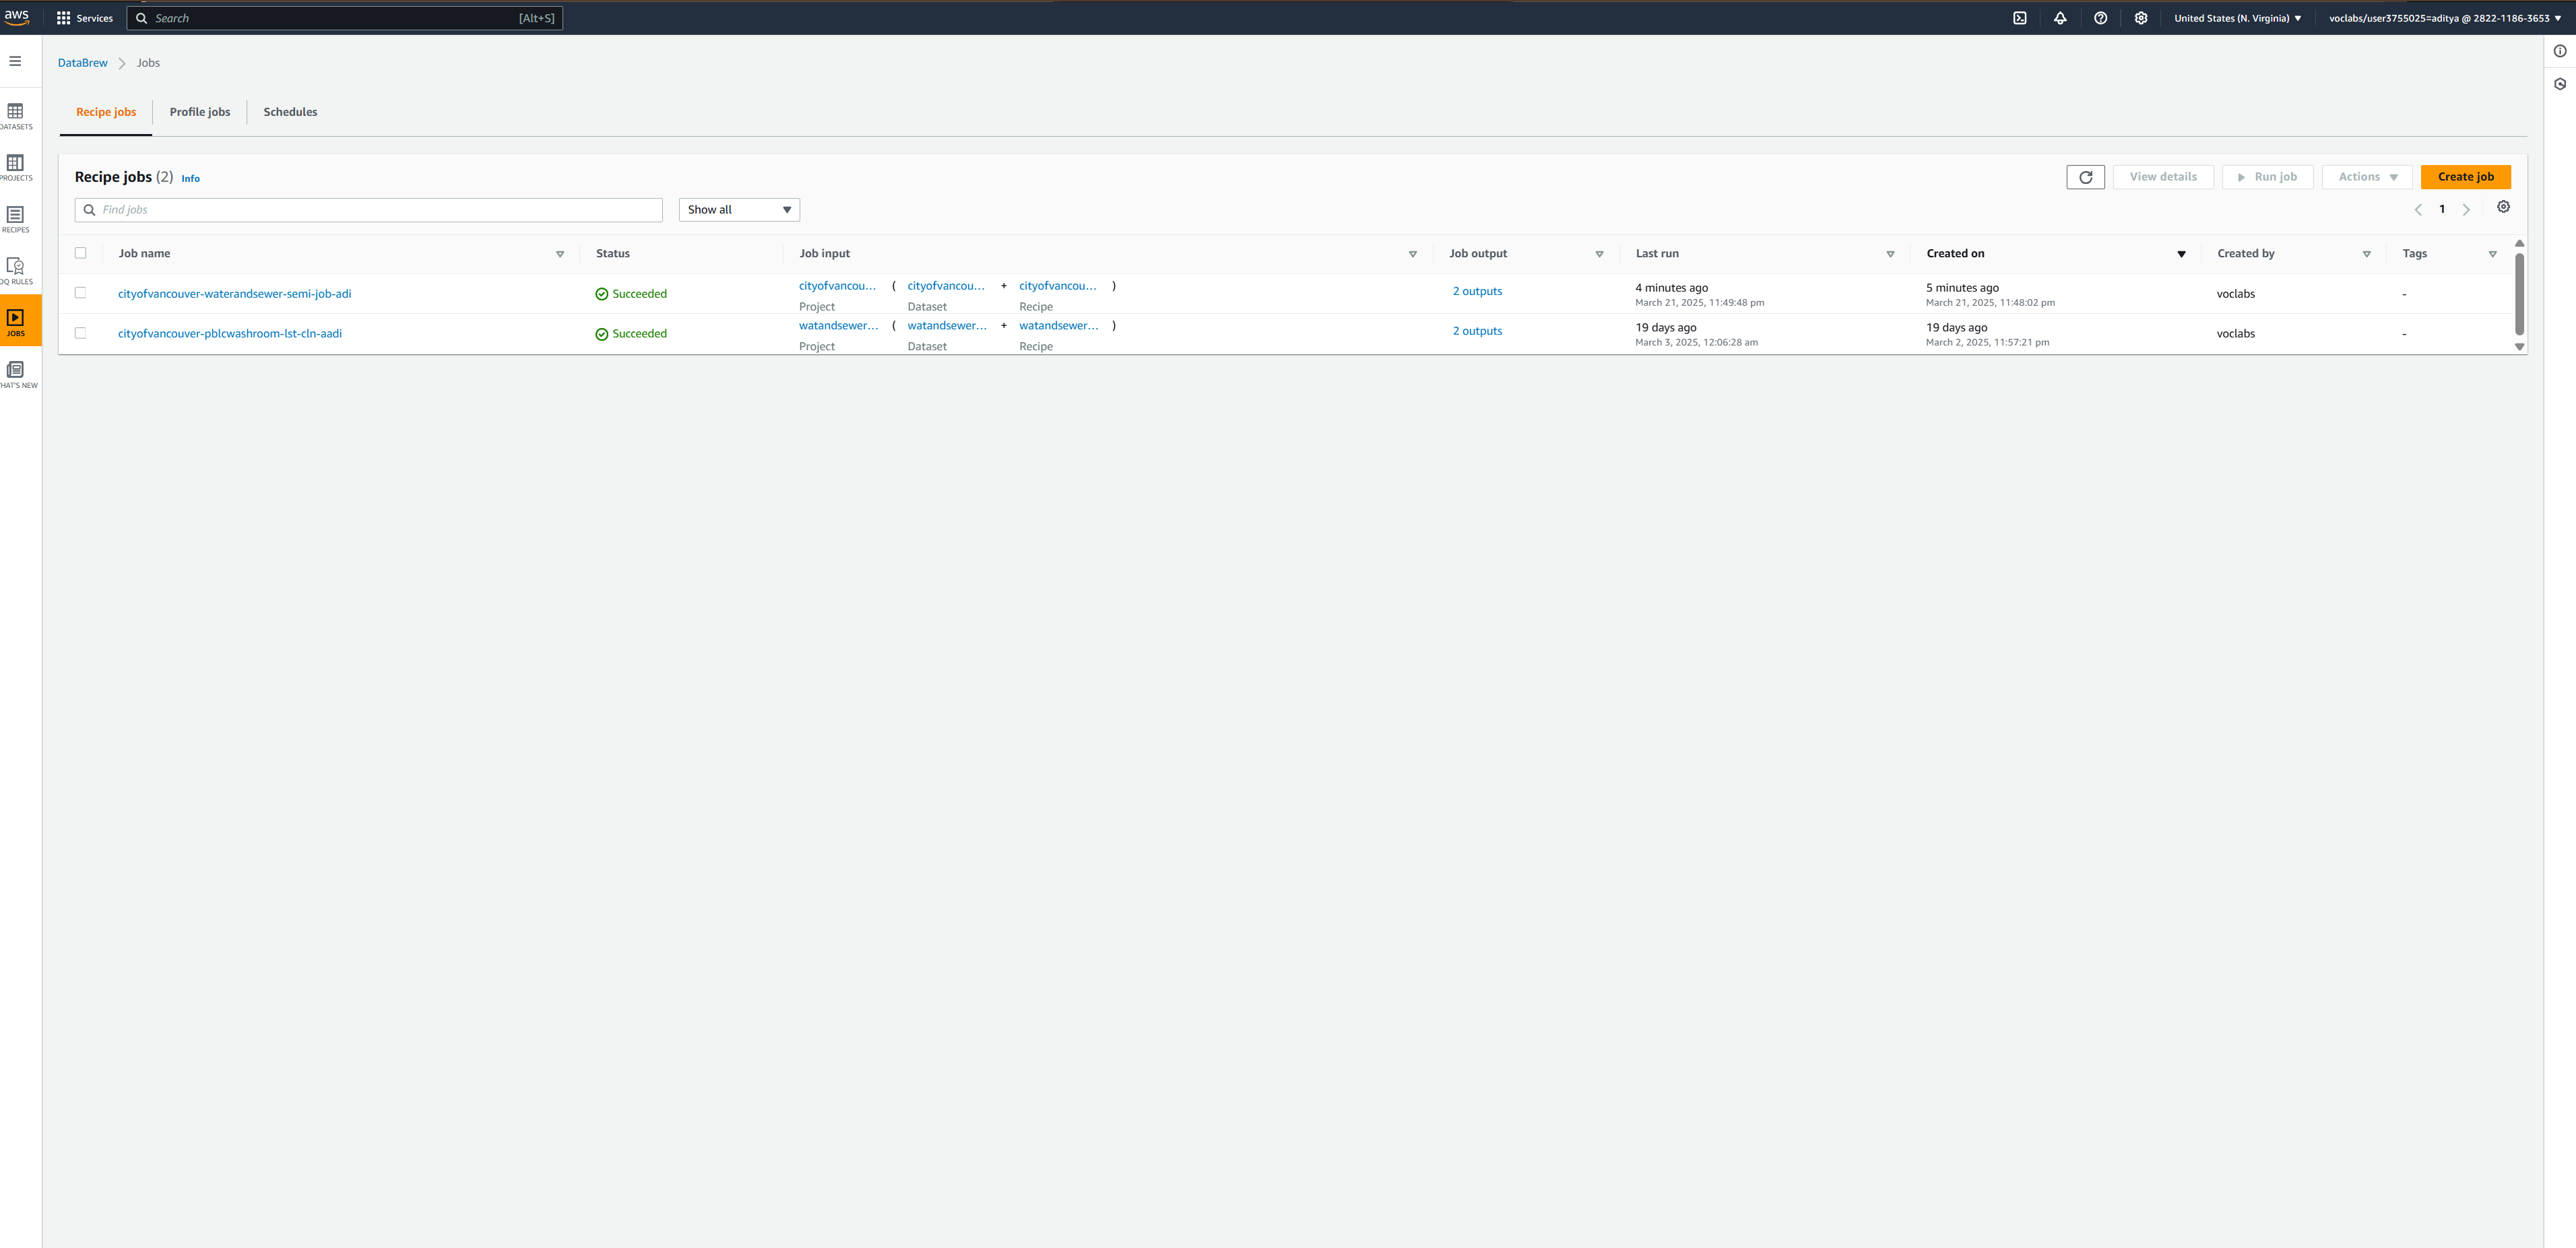 aws Services Search [Alt+S] United States (N. Virginia) voclabs/user3755025=aditya @ 2822-1186-3653
DataBrew Jobs
Recipe jobs Profile jobs Schedules
DATASETS
PROJECTS
RECIPES
DQ RULES
JOBS
HAT'S NEW
Recipe jobs (2) Info View details Run job Actions Create job
Find jobs Show all 1
Job name Status Job input Job output Last run Created on Created by Tags
cityofvancouver-waterandsewer-semi-job-adi Succeeded cityofvancou... ( cityofvancou... + cityofvancou... ) 2 outputs 4 minutes ago 5 minutes ago voclabs -
Project Dataset Recipe March 21, 2025, 11:49:48 pm March 21, 2025, 11:48:02 pm
cityofvancouver-pblcwashroom-lst-cln-aadi Succeeded watandsewer... ( watandsewer... + watandsewer... ) 2 outputs 19 days ago 19 days ago voclabs -
Project Dataset Recipe March 3, 2025, 12:06:28 am March 2, 2025, 11:57:21 pm